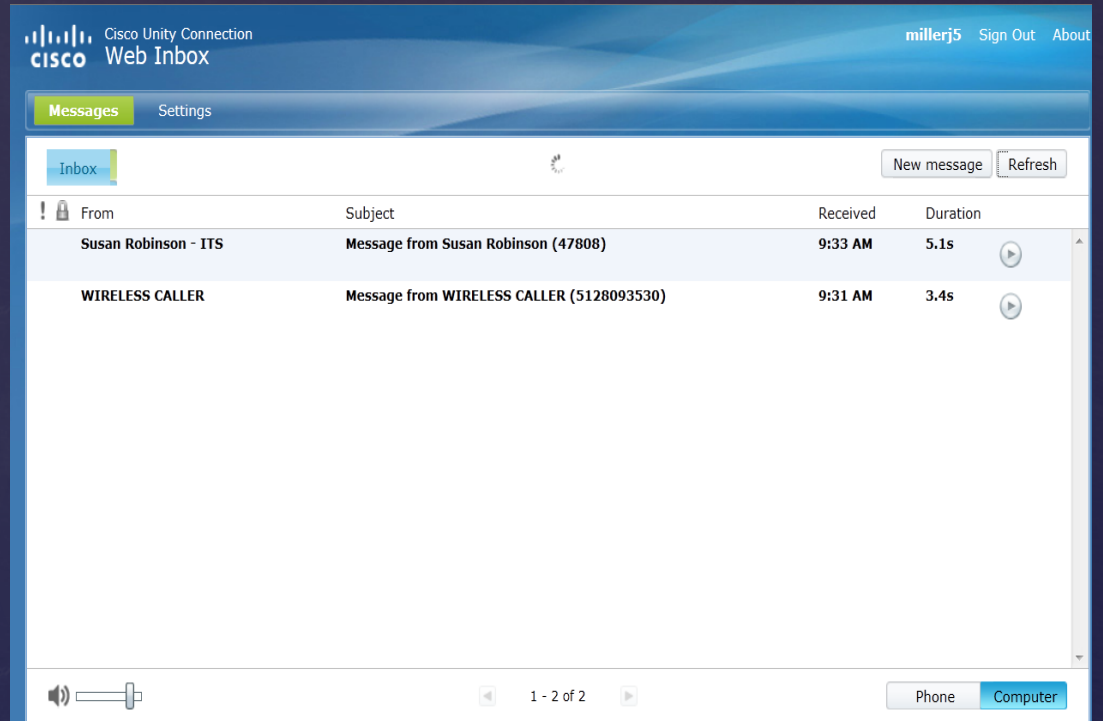 Cisco Unity Connection
CISCO Web Inbox
millerj5 Sign Out About
Messages Settings
Inbox New message Refresh
! From Subject Received Duration
Susan Robinson - ITS Message from Susan Robinson (47808) 9:33 AM 5.1s
WIRELESS CALLER Message from WIRELESS CALLER (5128093530) 9:31 AM 3.4s
1 - 2 of 2 Phone Computer